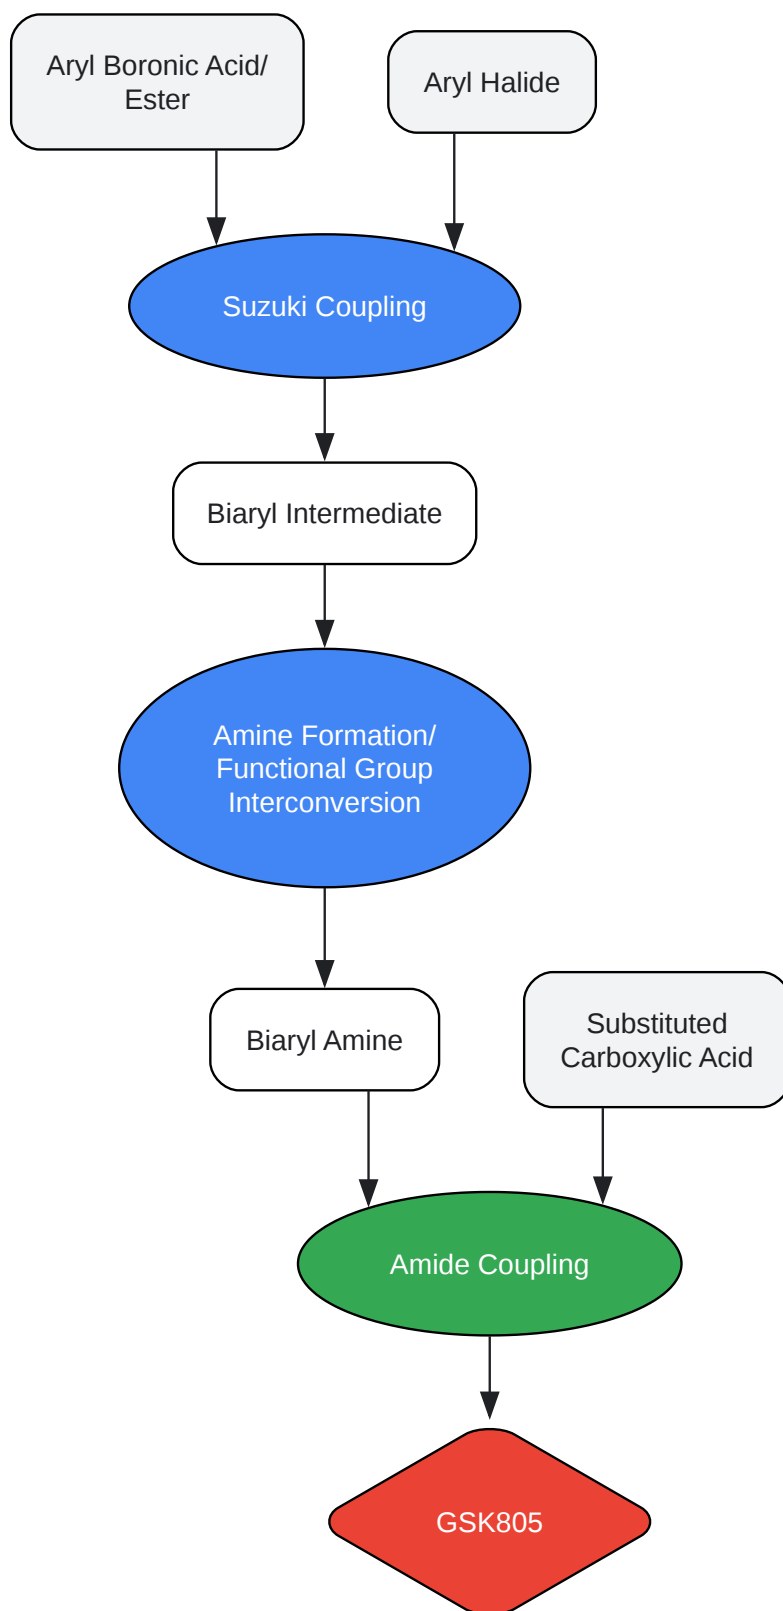 Aryl Boronic Acid/
Ester
Aryl Halide
Suzuki Coupling
Biaryl Intermediate
Amine Formation/
Functional Group
Interconversion
Biaryl Amine
Substituted
Carboxylic Acid
Amide Coupling
GSK805